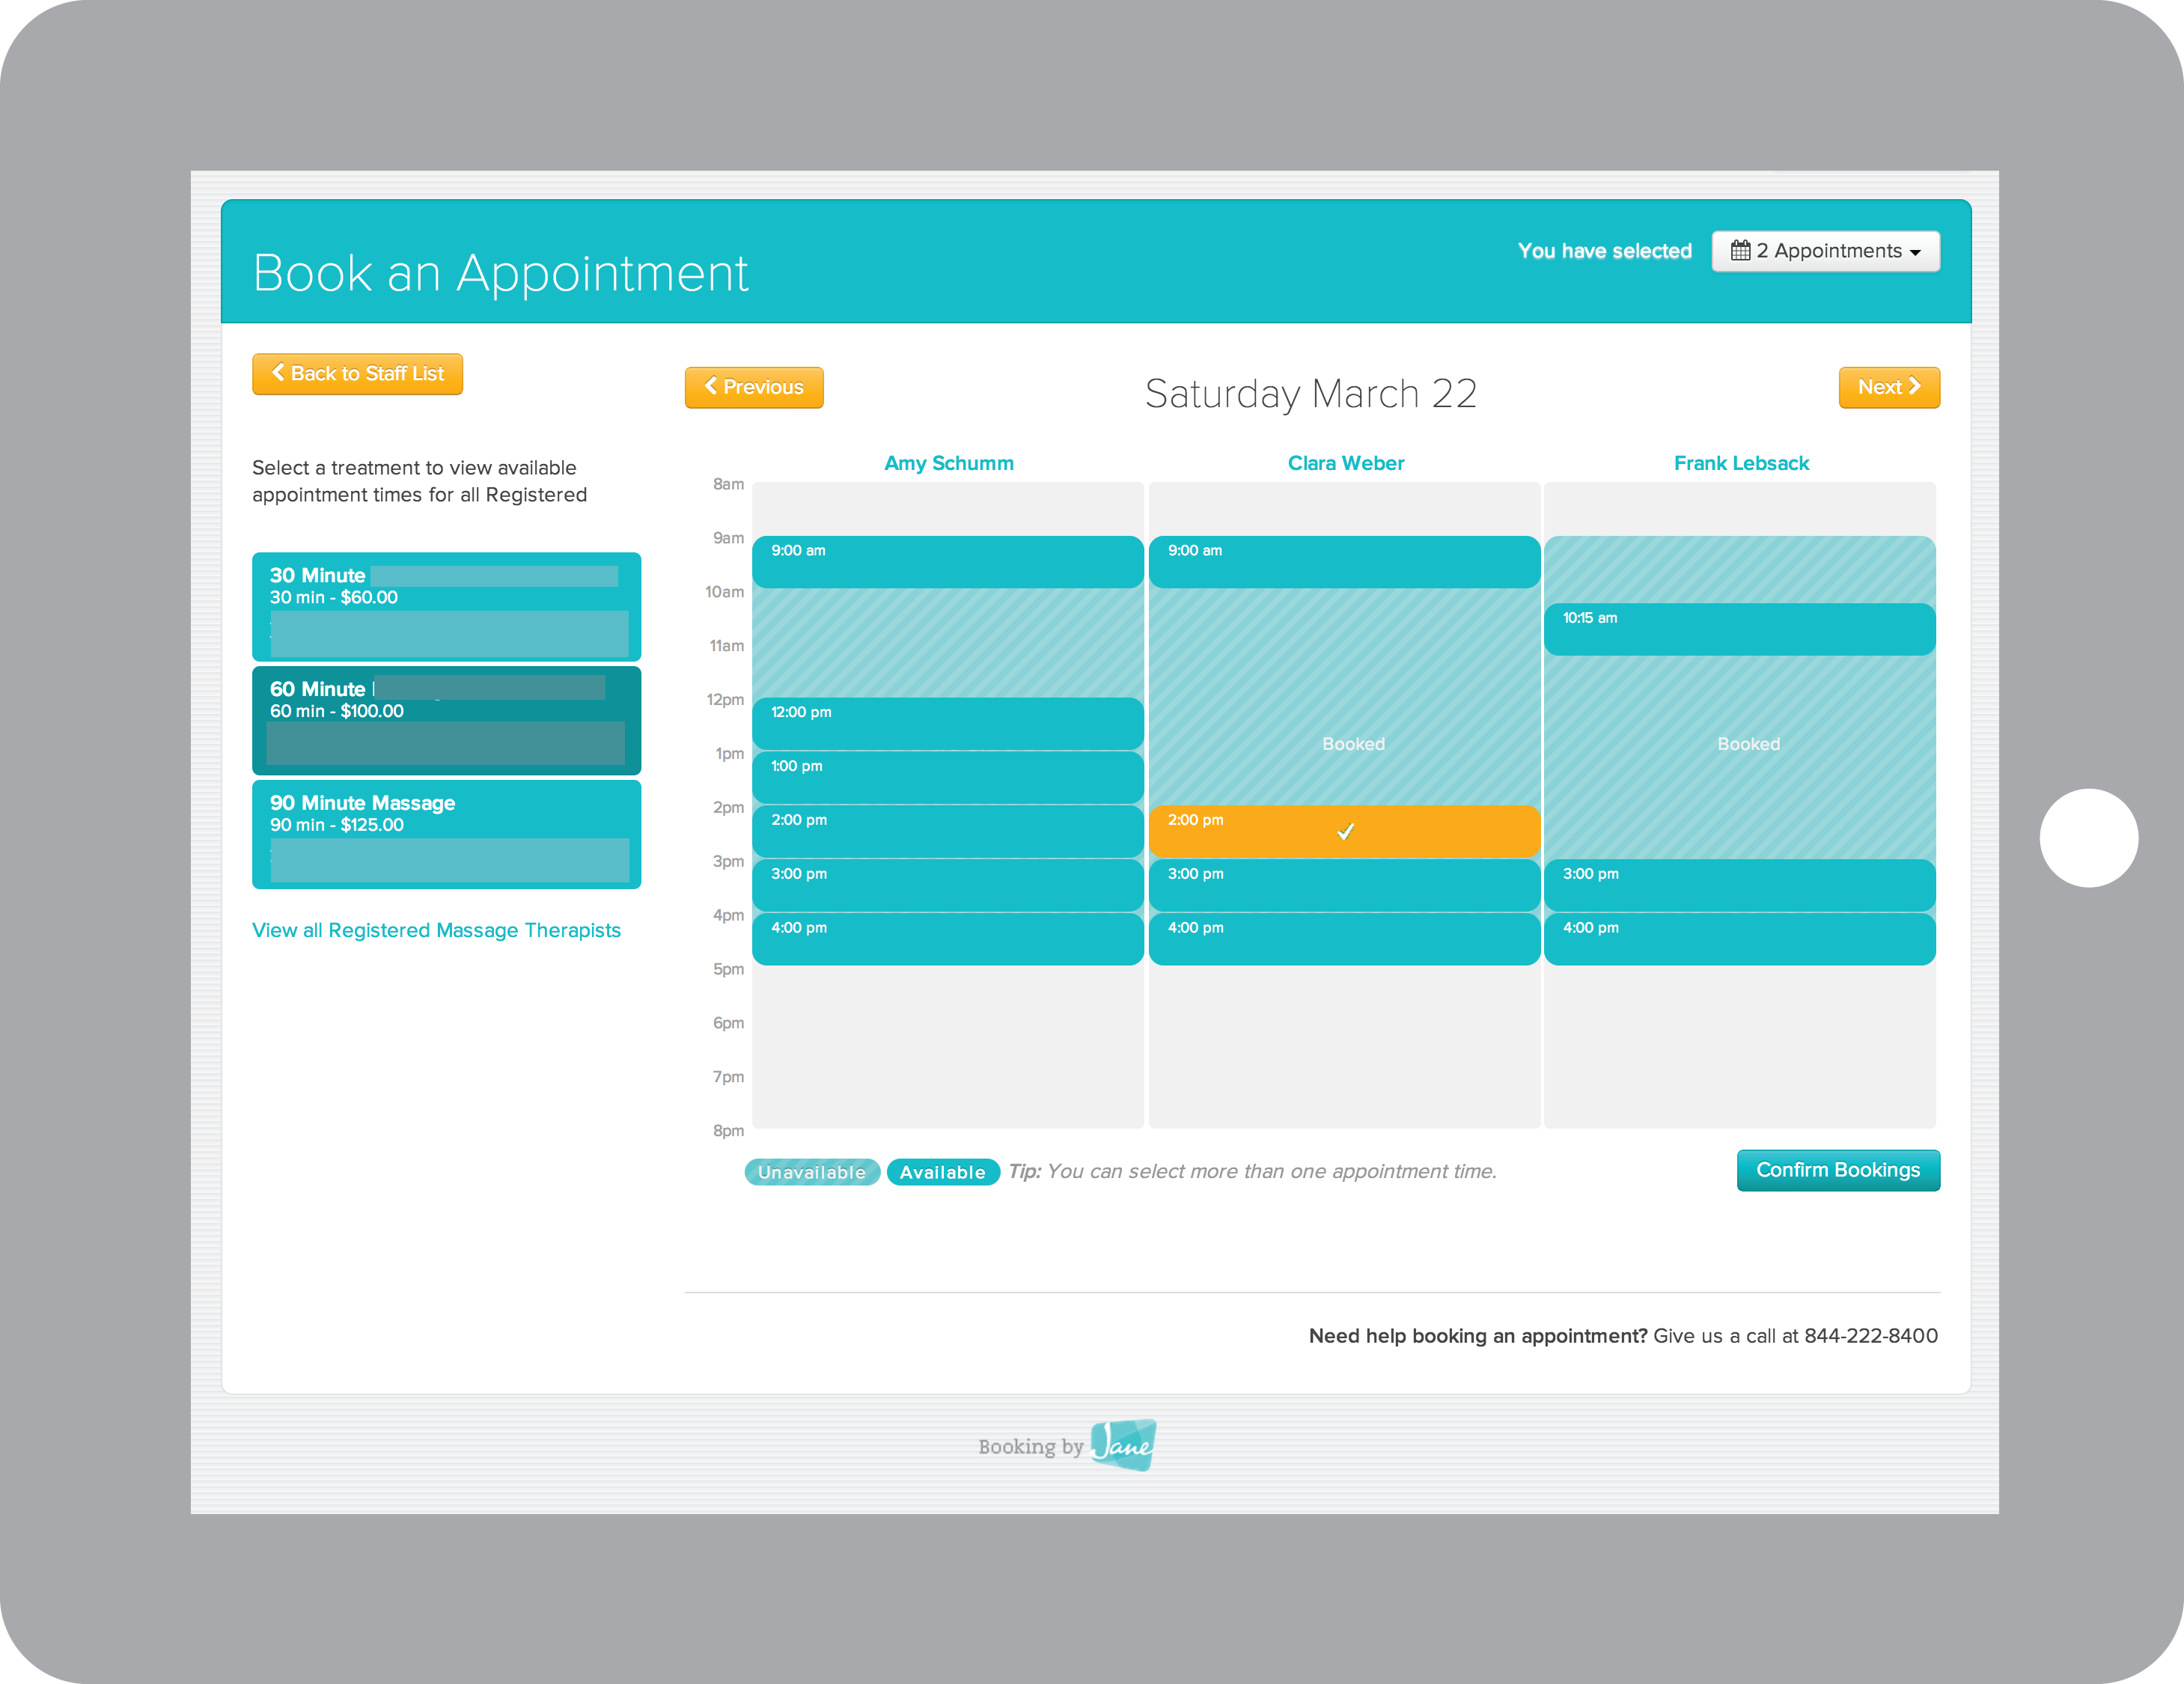 Book an Appointment
You have selected
2 Appointments
Back to Staff List
Previous
Saturday March 22
Next
Select a treatment to view available
appointment times for all Registered
30 Minute
30 min - $60.00
60 Minute
60 min - $100.00
90 Minute Massage
90 min - $125.00
View all Registered Massage Therapists
Amy Schumm
Clara Weber
Frank Lebsack
8am
9am
10am
11am
12pm
1pm
2pm
3pm
4pm
5pm
6pm
7pm
8pm
9:00 am
12:00 pm
1:00 pm
2:00 pm
3:00 pm
4:00 pm
9:00 am
Booked
2:00 pm
3:00 pm
4:00 pm
10:15 am
Booked
3:00 pm
4:00 pm
Unavailable
Available
Tip: You can select more than one appointment time.
Confirm Bookings
Need help booking an appointment? Give us a call at 844-222-8400
Booking by Jane